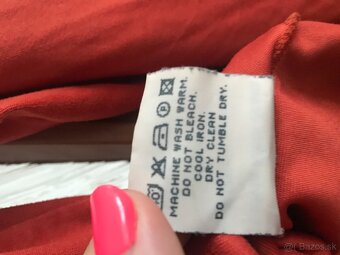 MACHINE WASH WARM.
DO NOT BLEACH.
COOL IRON.
DRY CLEAN
DO NOT TUMBLE DRY.
Bazos.sk